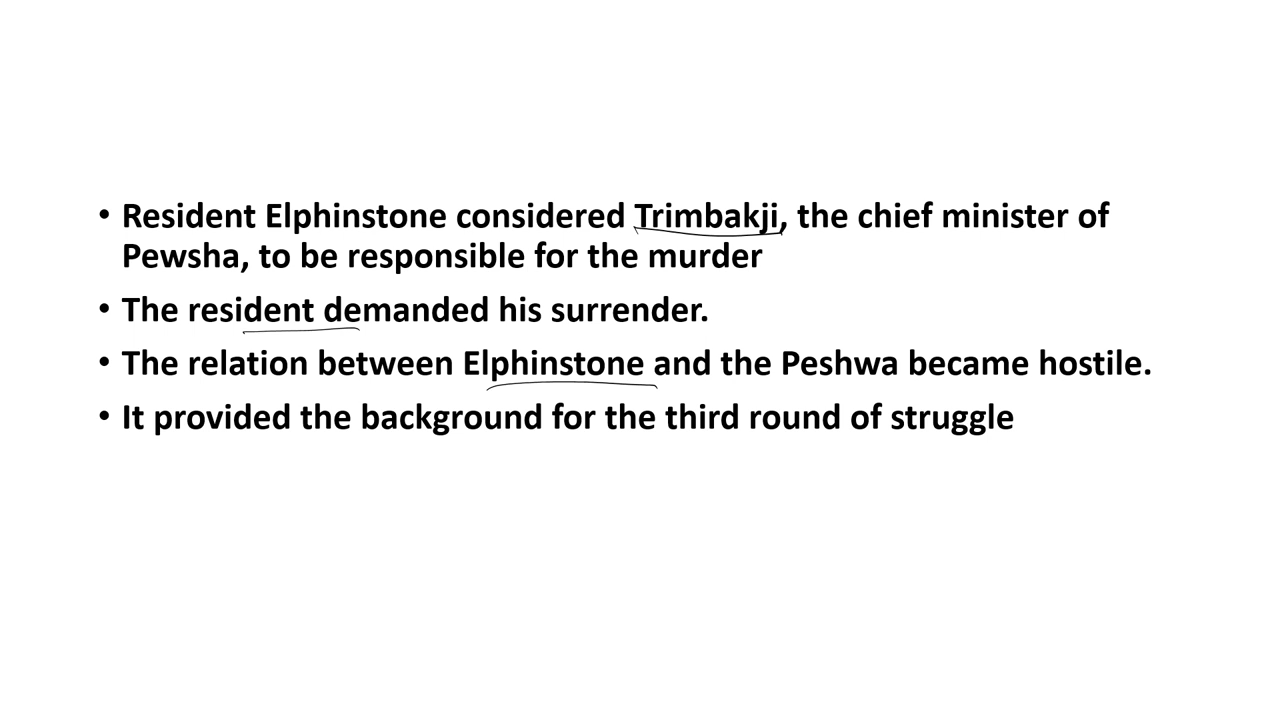 • Resident Elphinstone considered Trimbakji, the chief minister of
Pewsha, to be responsible for the murder
• The resident demanded his surrender.
• The relation between Elphinstone and the Peshwa became hostile.
• It provided the background for the third round of struggle